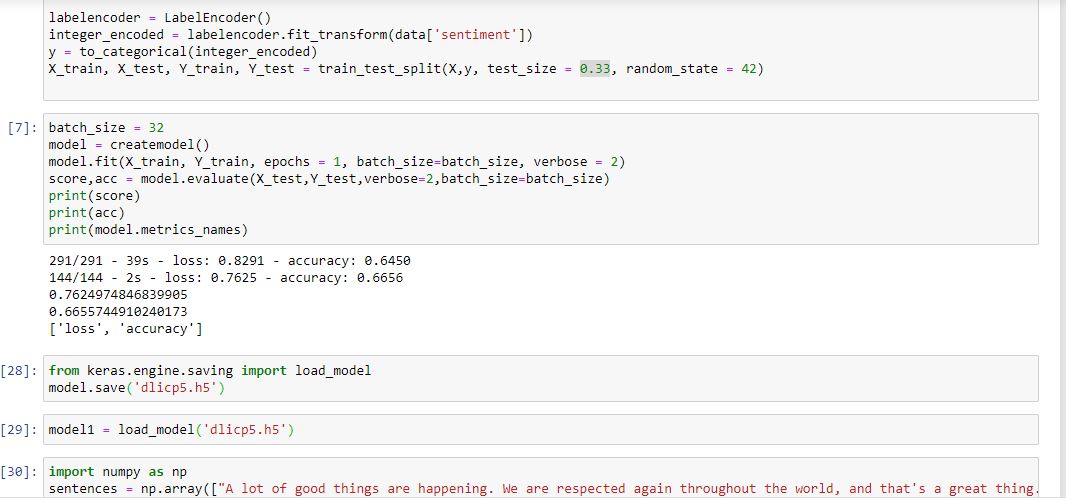 labelencoder = LabelEncoder()
integer_encoded = labelencoder.fit_transform(data['sentiment'])
y = to_categorical(integer_encoded)
X_train, X_test, Y_train, Y_test = train_test_split(X,y, test_size = 0.33, random_state = 42)
[7]: batch_size = 32
model = createmodel()
model.fit(X_train, Y_train, epochs = 1, batch_size=batch_size, verbose = 2)
score,acc = model.evaluate(X_test,Y_test,verbose=2,batch_size=batch_size)
print(score)
print(acc)
print(model.metrics_names)
291/291 - 39s - loss: 0.8291 - accuracy: 0.6450
144/144 - 2s - loss: 0.7625 - accuracy: 0.6656
0.7624974846839905
0.6655744910240173
['loss', 'accuracy']
[28]: from keras.engine.saving import load_model
model.save('dlicp5.h5')
[29]: model1 = load_model('dlicp5.h5')
[30]: import numpy as np
sentences = np.array(["A lot of good things are happening. We are respected again throughout the world, and that's a great thing.